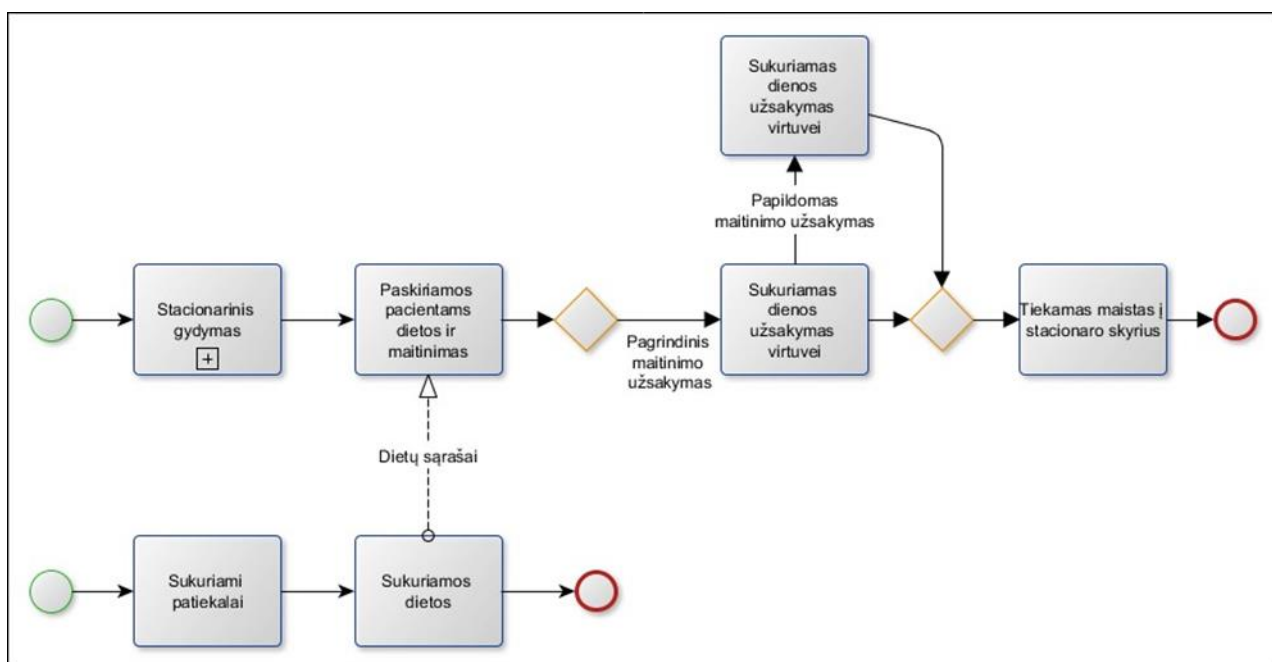 Sukuriamas
dienos
užsakymas
virtuvei
Papildomas
maitinimo užsakymas
Stacionarinis
gydymas
Paskiriamos
pacientams
dietos ir
maitinimas
Pagrindinis
maitinimo
užsakymas
Sukuriamas
dienos
užsakymas
virtuvei
Tiekamas maistas į
stacionaro skyrius
Dietų sąrašai
Sukuriami
patiekalai
Sukuriamos
dietos